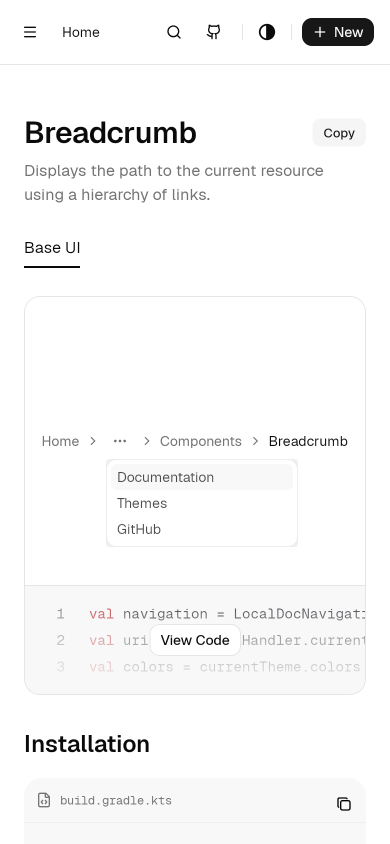 Home
New
Breadcrumb
Copy
Displays the path to the current resource
using a hierarchy of links.
Base UI
Home
Components
Breadcrumb
Documentation
Themes
GitHub
1 val navigation = LocalDocNavigati
2 val uri Handler.current
View Code
3 val colors = currentTheme.colors
Installation
build.gradle.kts